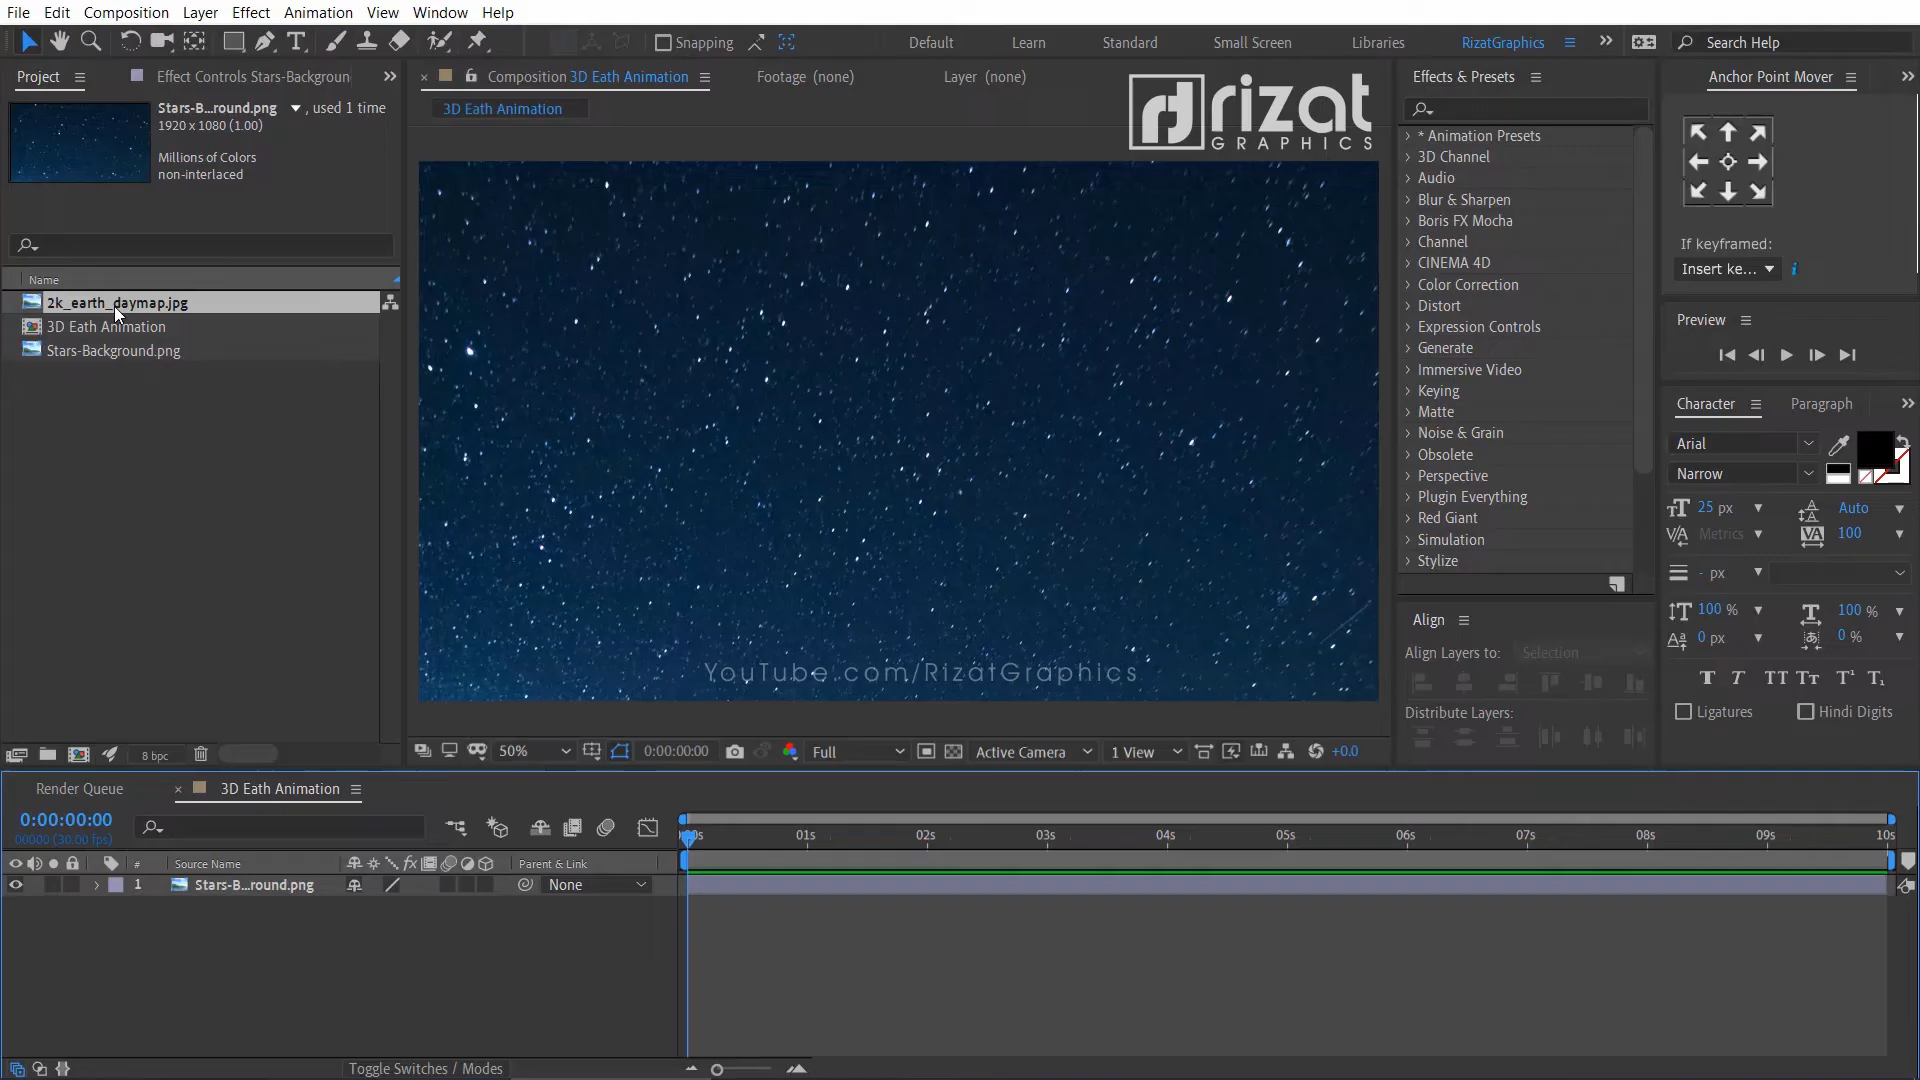 File Edit Composition Layer Effect Animation View Window Help
Snapping
Default Learn Standard Small Screen Libraries RizatGraphics
Search Help
Project Effect Controls Stars-Backgroun
Stars-B...round.png , used 1 time
1920 x 1080 (1.00)
Millions of Colors
non-interlaced
Name
2k_earth_daymap.jpg
3D Eath Animation
Stars-Background.png
8 bpc
Composition 3D Eath Animation Footage (none) Layer (none)
3D Eath Animation
rizat
GRAPHICS
YouTube.com/RizatGraphics
50% 0:00:00:00 Full Active Camera 1 View +0.0
Effects & Presets
* Animation Presets
3D Channel
Audio
Blur & Sharpen
Boris FX Mocha
Channel
CINEMA 4D
Color Correction
Distort
Expression Controls
Generate
Immersive Video
Keying
Matte
Noise & Grain
Obsolete
Perspective
Plugin Everything
Red Giant
Simulation
Stylize
Align
Align Layers to: Selection
Distribute Layers:
Anchor Point Mover
If keyframed:
Insert ke...
Preview
Character Paragraph
Arial
Narrow
25 px Auto
Metrics 100
- px
100 % 100 %
0 px 0 %
Ligatures Hindi Digits
Render Queue 3D Eath Animation
0:00:00:00
00000 (30.00 fps)
# Source Name Parent & Link
1 Stars-B...round.png None
01s 02s 03s 04s 05s 06s 07s 08s 09s 10s
Toggle Switches / Modes